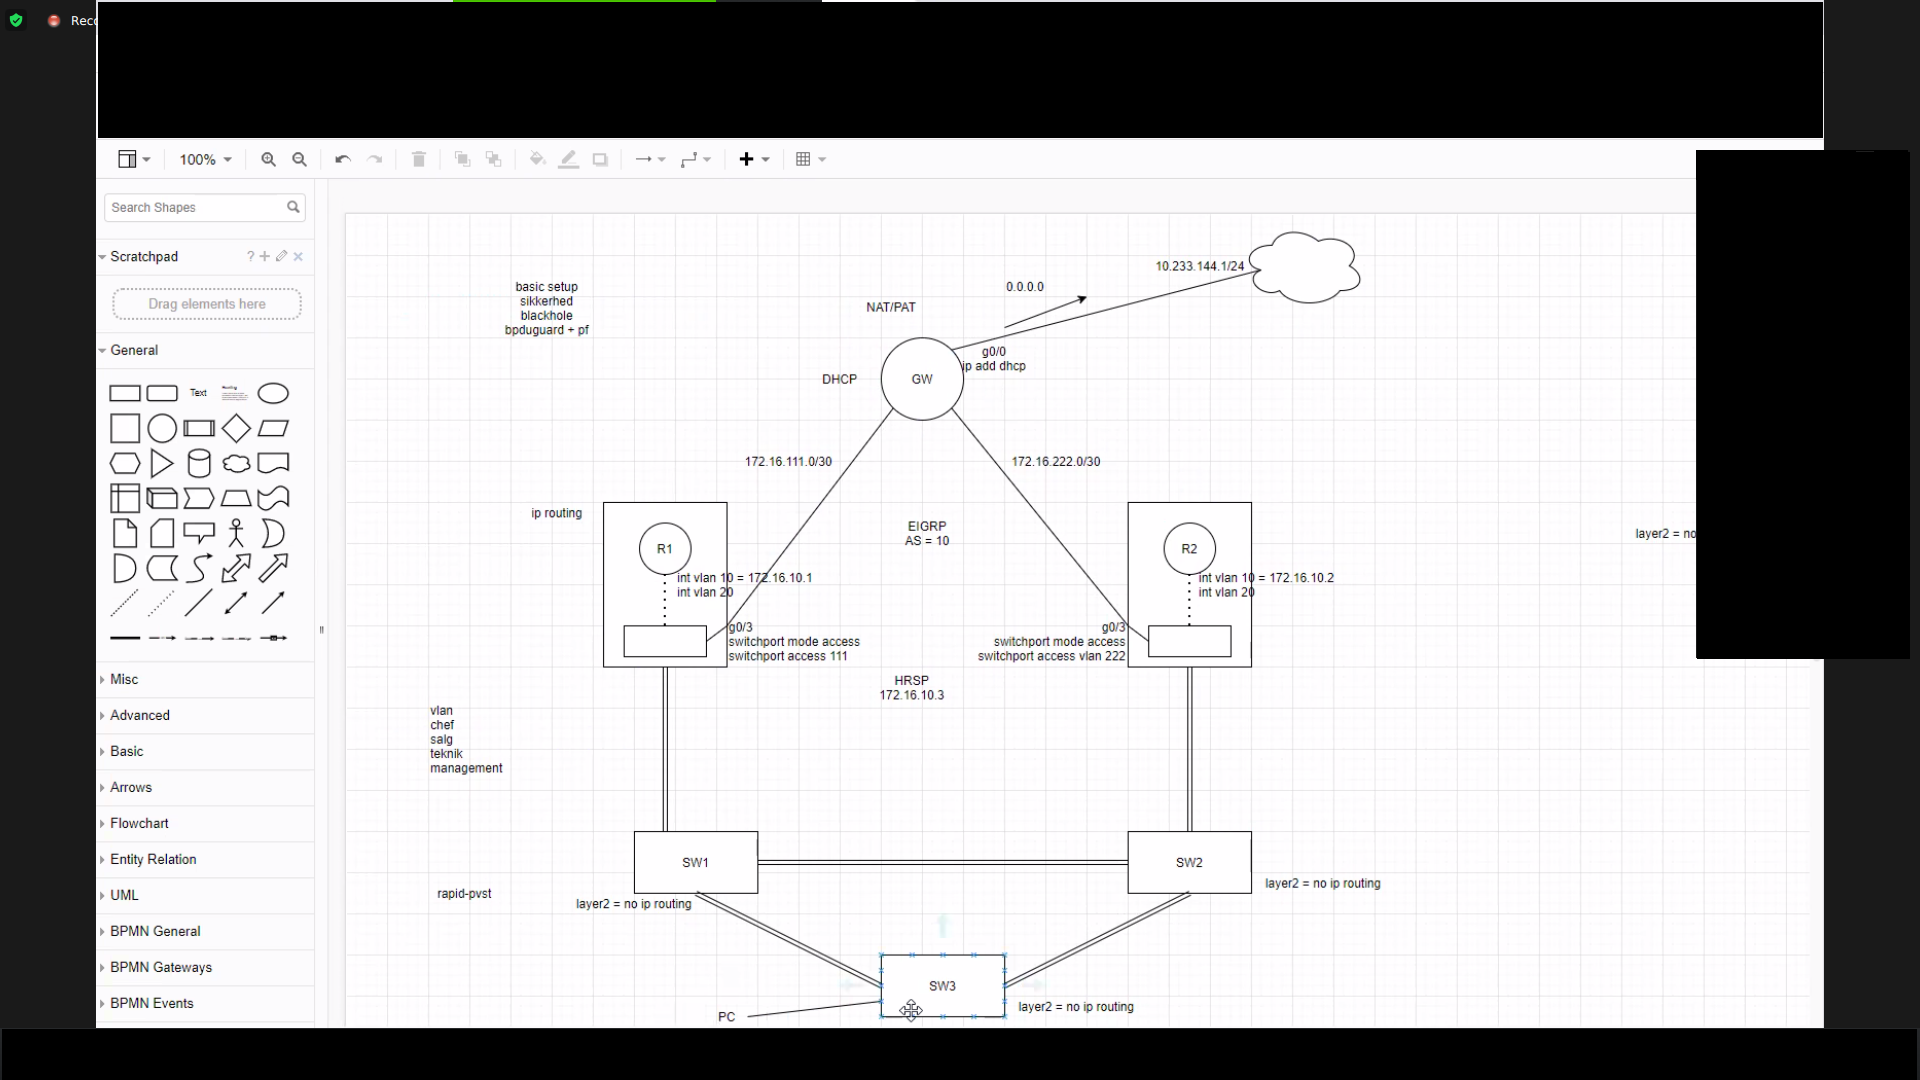 Recc
100%
Search Shapes
Scratchpad
?
Drag elements here
General
Text
Misc
Advanced
Basic
Arrows
Flowchart
Entity Relation
UML
BPMN General
BPMN Gateways
BPMN Events
basic setup
sikkerhed
blackhole
bpduguard + pf
NAT/PAT
0.0.0.0
10.233.144.1/24
g0/0
ip add dhcp
DHCP
GW
172.16.111.0/30
172.16.222.0/30
ip routing
EIGRP
AS = 10
R1
int vlan 10 = 172.16.10.1
int vlan 20
g0/3
switchport mode access
switchport access 111
R2
int vlan 10 = 172.16.10.2
int vlan 20
g0/3
switchport mode access
switchport access vlan 222
layer2 = no
HRSP
172.16.10.3
vlan
chef
salg
teknik
management
SW1
SW2
rapid-pvst
layer2 = no ip routing
layer2 = no ip routing
SW3
layer2 = no ip routing
PC